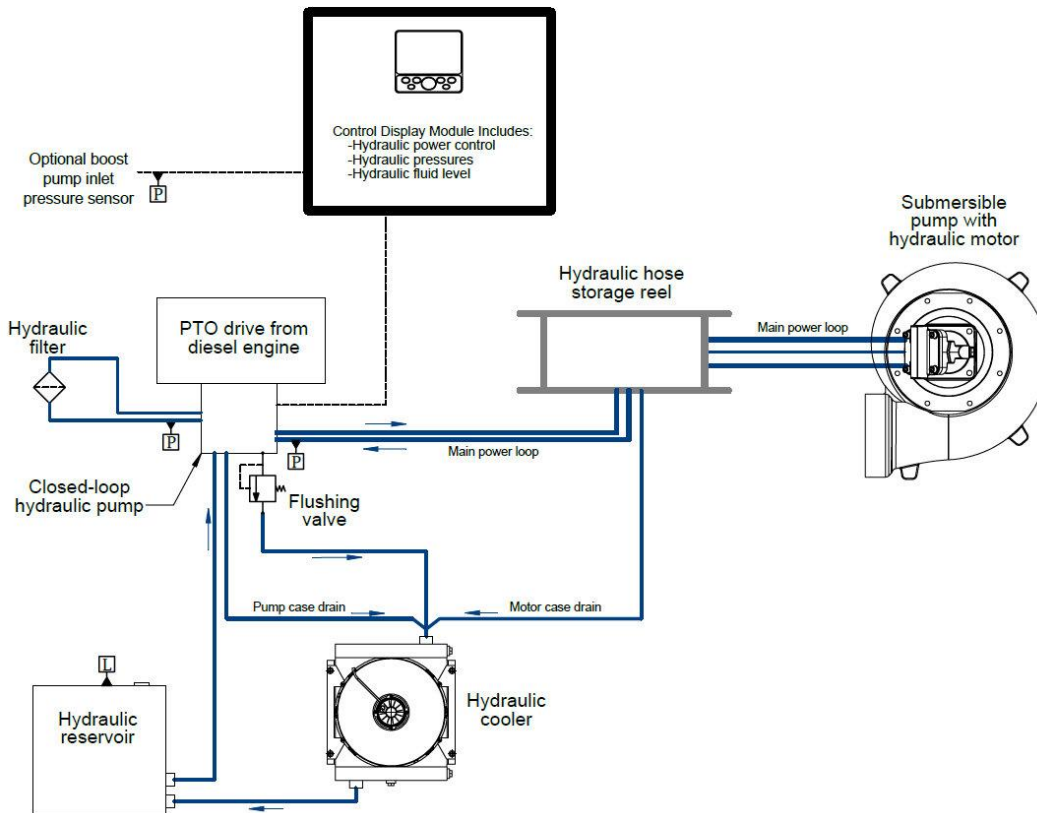 Control Display Module Includes:
-Hydraulic power control
-Hydraulic pressures
-Hydraulic fluid level
Optional boost
pump inlet
pressure sensor
P
Submersible
pump with
hydraulic motor
Hydraulic hose
storage reel
Main power loop
Hydraulic
filter
PTO drive from
diesel engine
P
P
Main power loop
Closed-loop
hydraulic pump
Flushing
valve
Pump case drain
Motor case drain
L
Hydraulic
reservoir
Hydraulic
cooler